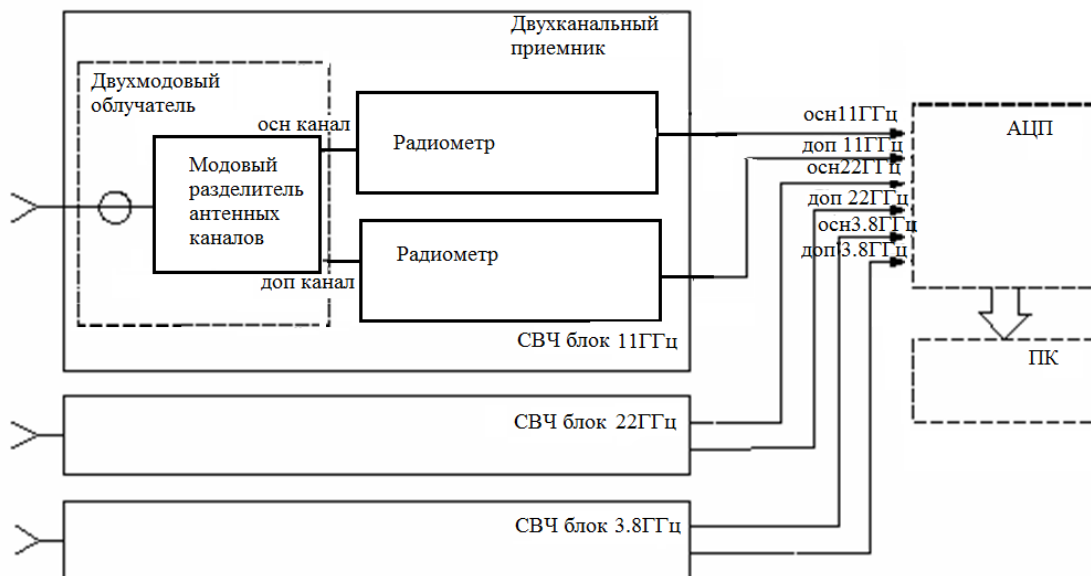 Двухканальный
приемник
Двухмодовый
облучатель
осн канал
Радиометр
Модовый
разделитель
антенных
каналов
Радиометр
доп канал
СВЧ блок 11ГГц
осн11ГГц
доп 11ГГц
осн22ГГц
доп 22ГГц
осн3.8ГГц
доп 3.8ГГц
АЦП
ПК
СВЧ блок 22ГГц
СВЧ блок 3.8ГГц